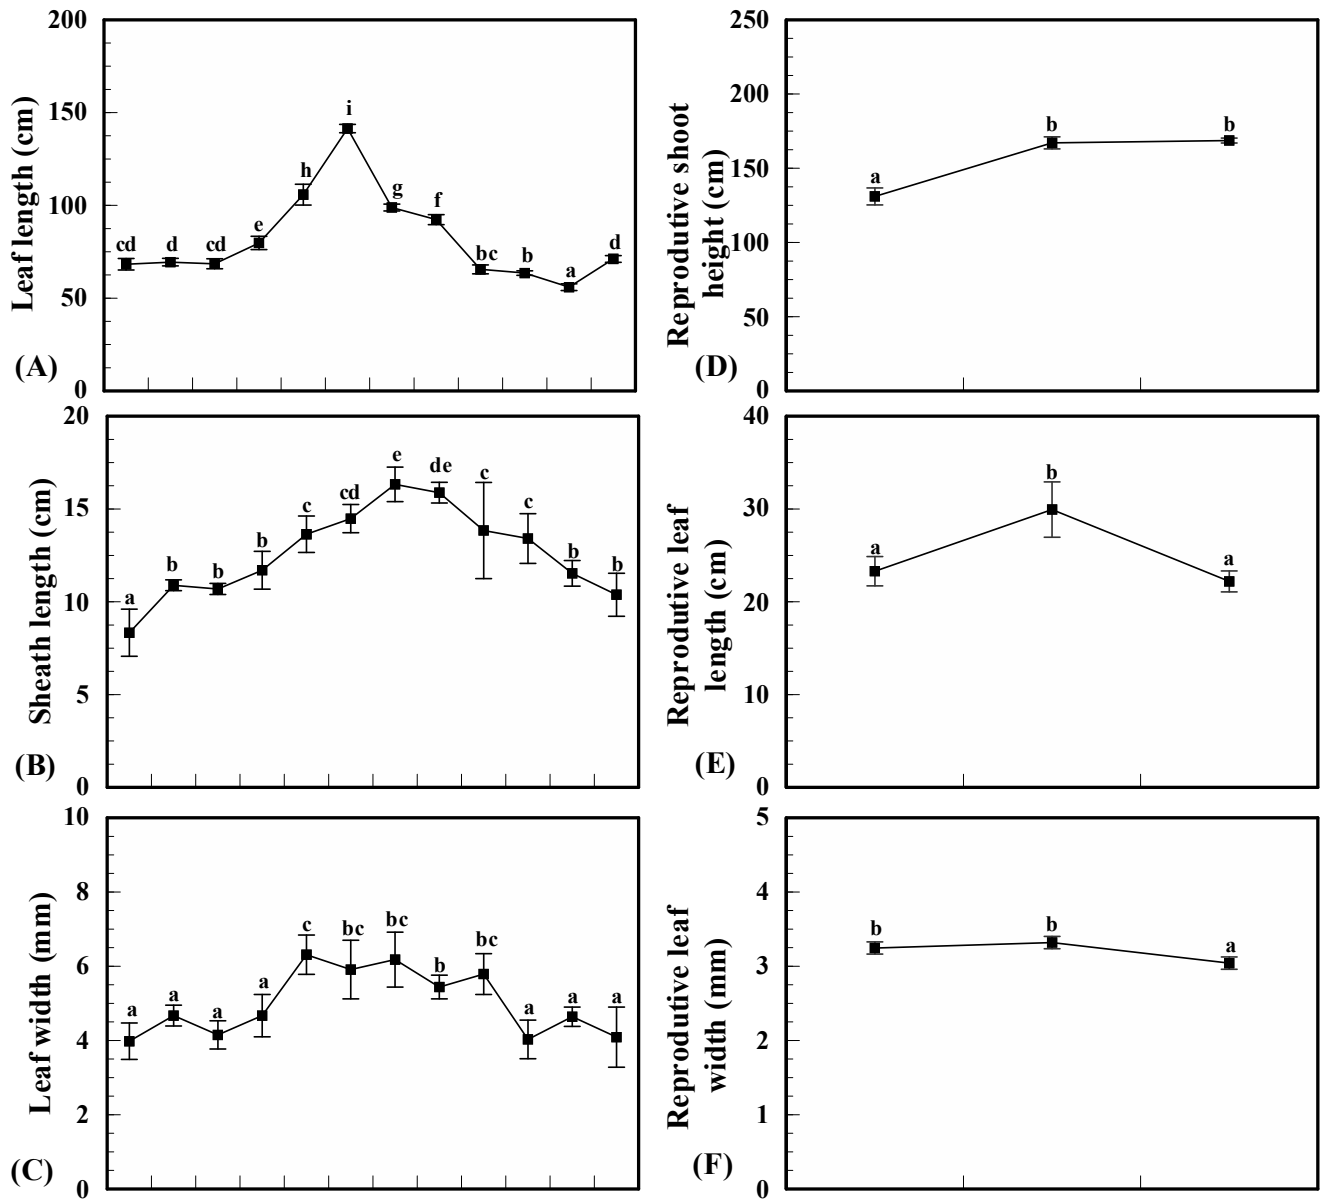 200
150
100
50
0
Leaf length (cm)
(A)
cd d cd e h i g f bc b a d
250
200
150
100
50
0
Reprodutive shoot
height (cm)
(D)
a b b
20
15
10
5
0
Sheath length (cm)
(B)
a b b b c cd e de c c b b
40
30
20
10
0
Reprodutive leaf
length (cm)
(E)
a b a
10
8
6
4
2
0
Leaf width (mm)
(C)
a a a a c bc bc b bc a a a
5
4
3
2
1
0
Reprodutive leaf
width (mm)
(F)
b b a